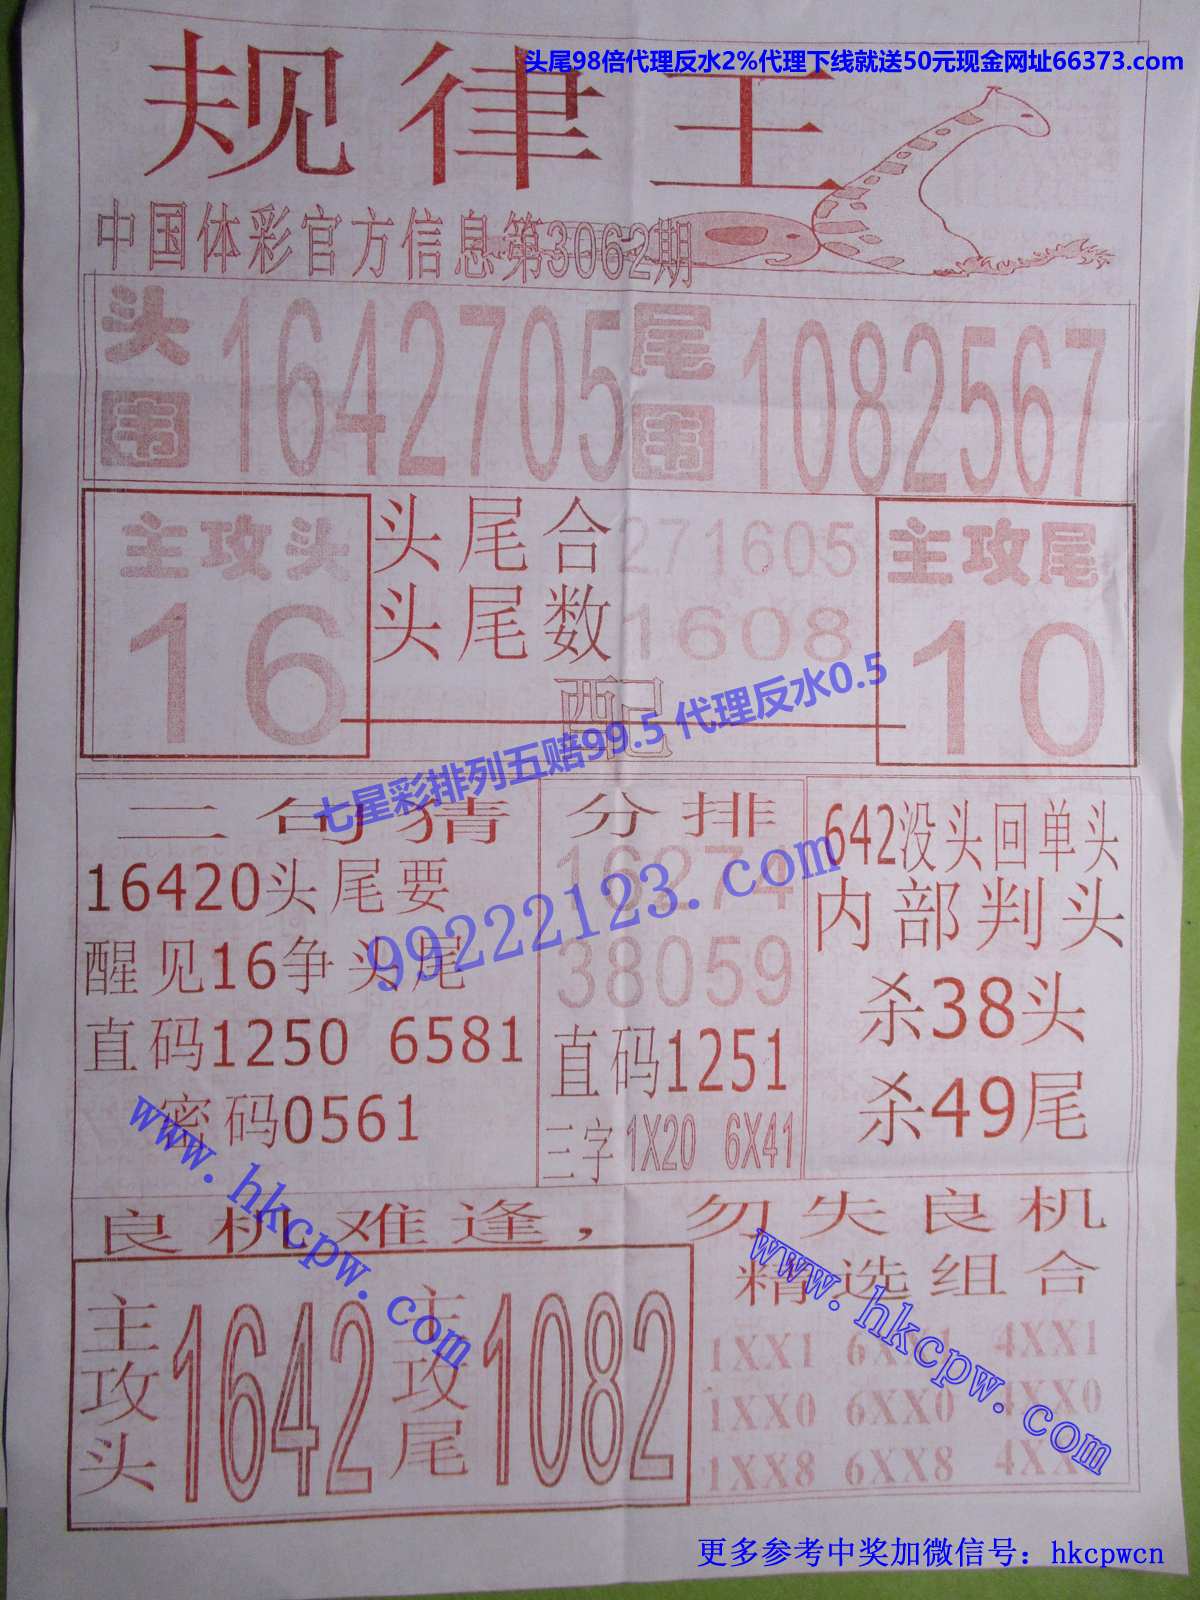 头尾98倍代理反水2%代理下线就送50元现金网址66373.com
规律王
中国体彩官方信息第3062期
头围 1642705 尾围 1082567
主攻头 16
头尾合 271605
头尾数 1608
配
主攻尾 10
七星彩排列五赔99.5 代理反水0.5
二句猜
16420头尾要
醒见16争头尾
直码1250 6581
密码0561
分排
16274
38059
直码1251
三字 1X20 6X41
642没头回单头
内部判头
杀38头
杀49尾
99222123.com
www.hkcpw.com
良机难逢，勿失良机
主攻头 1642 主攻尾 1082
精选组合
1XX1 6XX1 4XX1
1XX0 6XX0 4XX0
1XX8 6XX8
www.hkcpw.com
更多参考中奖加微信号：hkcpwcn